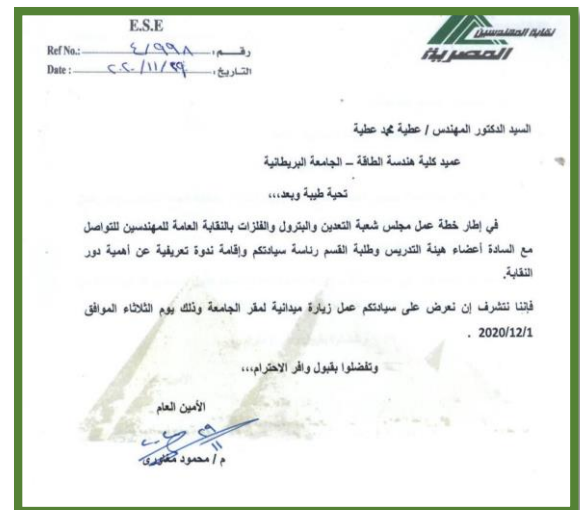 E.S.E
نقابة المهندسين
المصرية
Ref No.: ٤/٩٩٨ رقـــم:
Date : ٢٠٢٠/١١/٢٩ التـاريخ:
السيد الدكتور المهندس / عطية محمد عطية
عميد كلية هندسة الطاقة – الجامعة البريطانية
تحية طيبة وبعد،،،
في إطار خطة عمل مجلس شعبة التعدين والبترول والفلزات بالنقابة العامة للمهندسين للتواصل
مع السادة أعضاء هيئة التدريس وطلبة القسم رئاسة سيادتكم وإقامة ندوة تعريفية عن أهمية دور
النقابة.
فإننا نتشرف إن نعرض على سيادتكم عمل زيارة ميدانية لمقر الجامعة وذلك يوم الثلاثاء الموافق
2020/12/1 .
وتفضلوا بقبول وافر الاحترام،،،
الأمين العام
م / محمود مغاورى